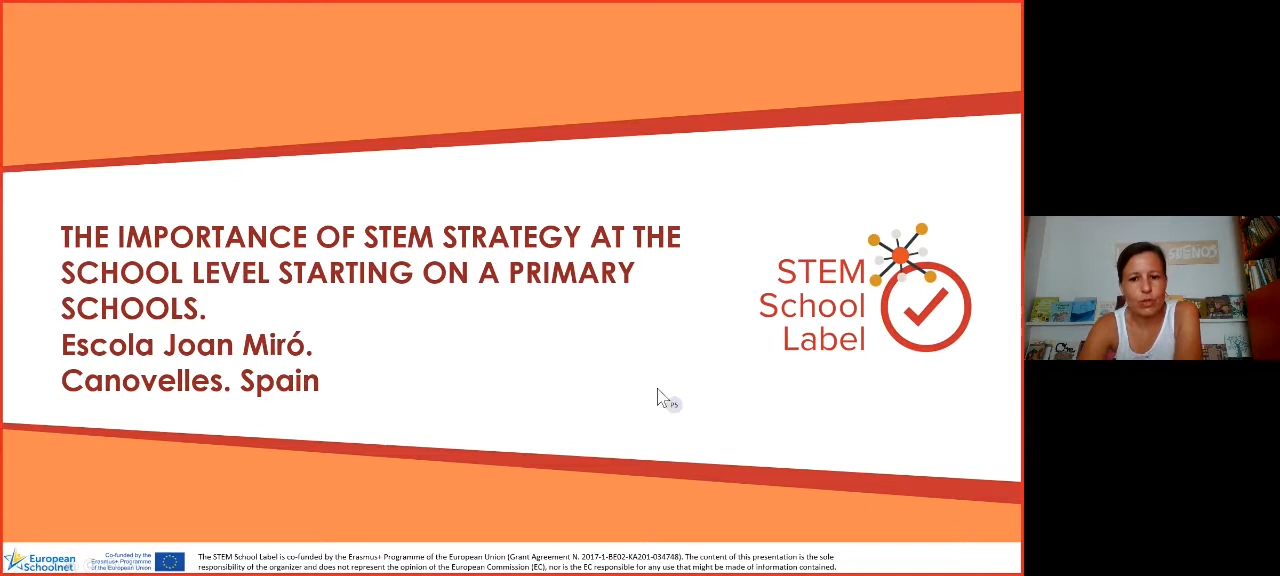 THE IMPORTANCE OF STEM STRATEGY AT THE
SCHOOL LEVEL STARTING ON A PRIMARY
SCHOOLS.
Escola Joan Miró.
Canovelles. Spain
STEM
School
Label
SUEÑOS
European
Schoolnet
Co-funded by the
Erasmus+ Programme
of the European Union
The STEM School Label is co-funded by the Erasmus+ Programme of the European Union (Grant Agreement N. 2017-1-BE02-KA201-034748). The content of this presentation is the sole
responsibility of the organizer and does not represent the opinion of the European Commission (EC), nor is the EC responsible for any use that might be made of information contained.